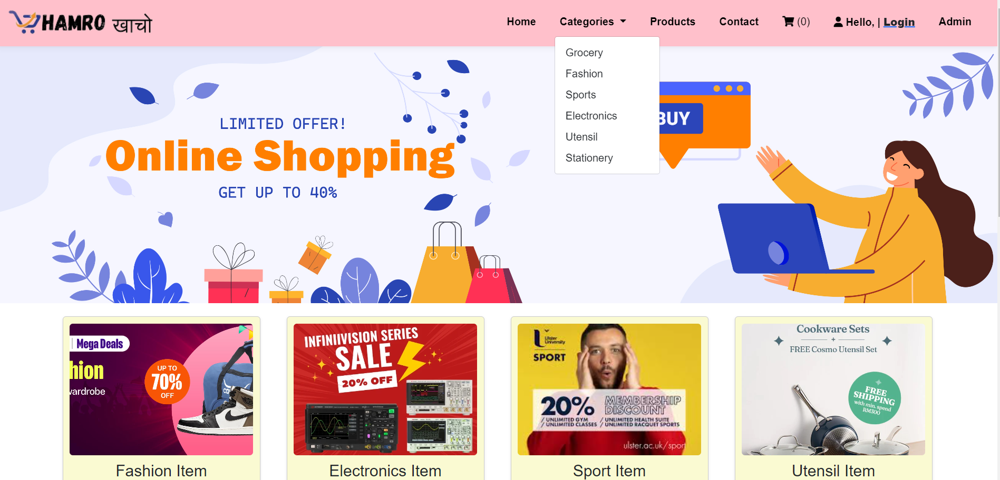 HAMRO खाचो
Home Categories Products Contact (0) Hello, | Login Admin
Grocery
Fashion
Sports
Electronics
Utensil
Stationery
LIMITED OFFER!
Online Shopping
GET UP TO 40%
BUY
Mega Deals
hion
vardrobe
UP TO
70%
OFF
Fashion Item
INFINIIVISION SERIES
SALE
20% OFF
Electronics Item
Ulster
University
SPORT
20% MEMBERSHIP
DISCOUNT
/ UNLIMITED GYM / UNLIMITED HEALTH SUITE
/ UNLIMITED CLASSES / UNLIMITED RACQUET SPORTS
ulster.ac.uk/sport
Sport Item
Cookware Sets
+
FREE Cosmo Utensil Set
FREE
SHIPPING
with min. spend
RM300
Utensil Item